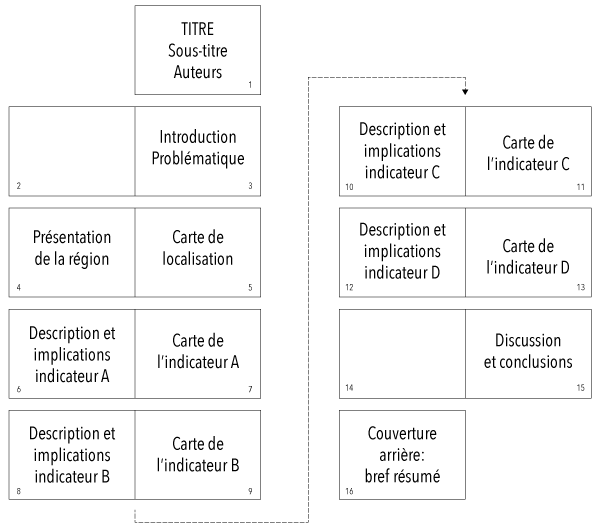 TITRE
Sous-titre
Auteurs
1
2
Introduction
Problématique
3
Présentation
de la région
4
Carte de
localisation
5
Description et
implications
indicateur A
6
Carte de
l'indicateur A
7
Description et
implications
indicateur B
8
Carte de
l'indicateur B
9
Description et
implications
indicateur C
10
Carte de
l'indicateur C
11
Description et
implications
indicateur D
12
Carte de
l'indicateur D
13
14
Discussion
et conclusions
15
Couverture
arrière:
bref résumé
16